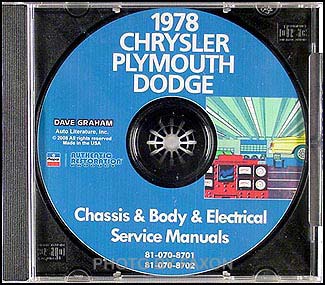 1978
CHRYSLER
PLYMOUTH
DODGE
DAVE GRAHAM
Auto Literature, Inc.
© 2008 All rights reserved
Made in the USA
AUTHENTIC
RESTORATION
Chassis & Body & Electrical
Service Manuals
81-070-8701
81-070-8702